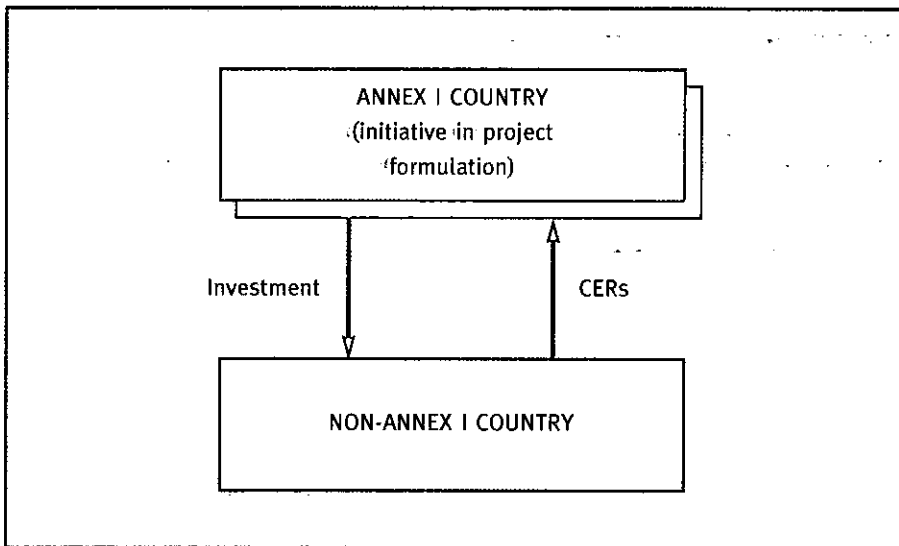 ANNEX I COUNTRY
(initiative in project
formulation)
Investment
CERs
NON-ANNEX I COUNTRY